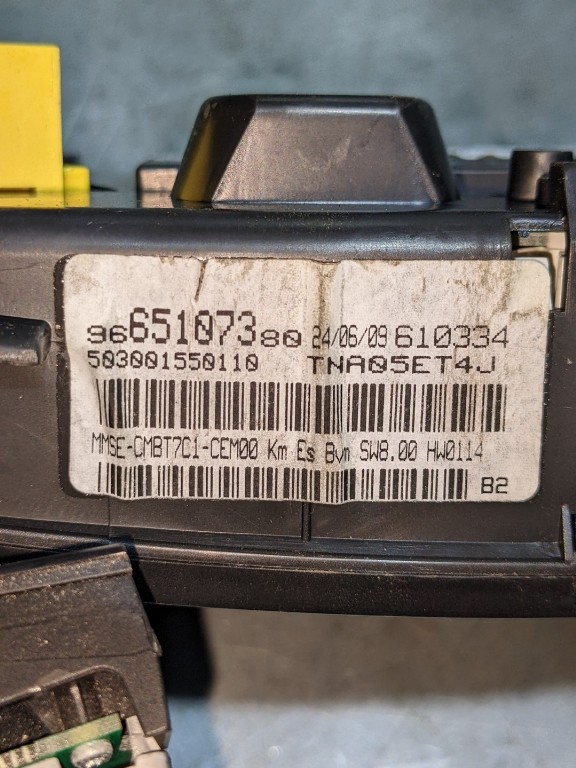 9665107380 24/06/09 610334
503001550110 TNA05ET4J
MMSE-CMBT7C1-CEM00 Km Es Bvm SW8.00 HW0114
B2